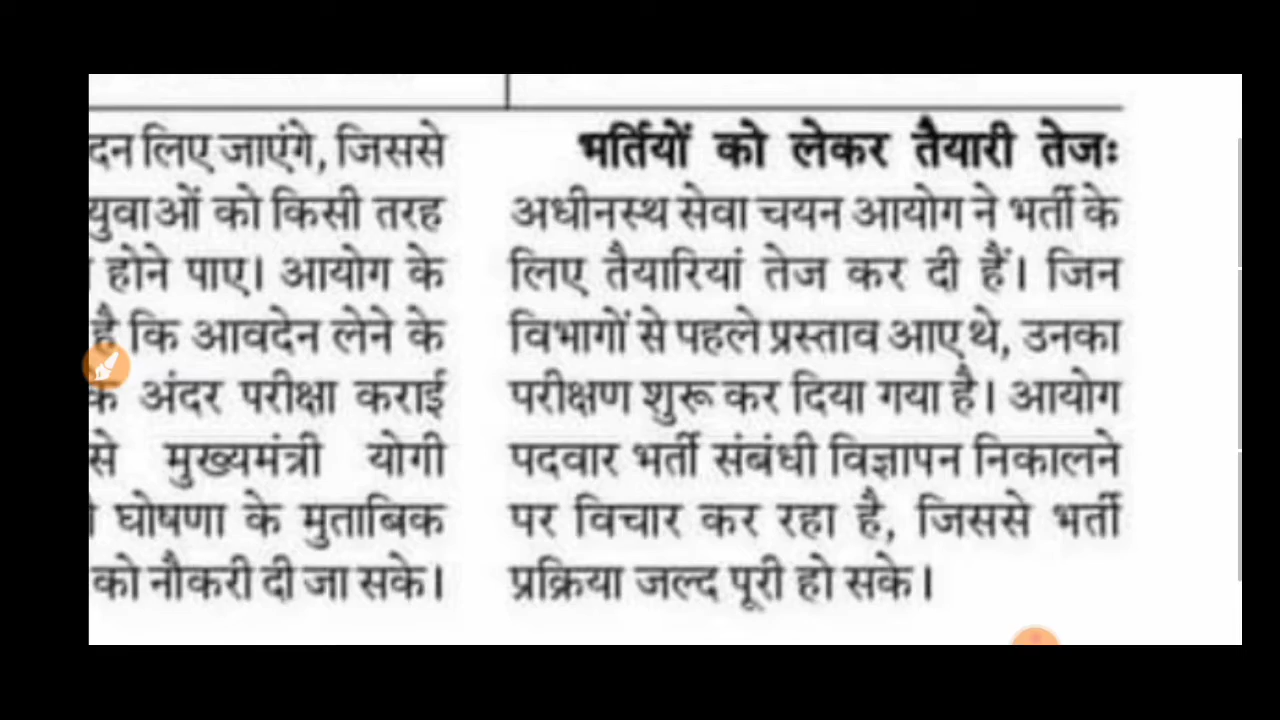 दन लिए जाएंगे, जिससे
युवाओं को किसी तरह
होने पाए। आयोग के
है कि आवदेन लेने के
के अंदर परीक्षा कराई
से मुख्यमंत्री योगी
घोषणा के मुताबिक
को नौकरी दी जा सके।
भर्तियों को लेकर तैयारी तेजः
अधीनस्थ सेवा चयन आयोग ने भर्ती के
लिए तैयारियां तेज कर दी हैं। जिन
विभागों से पहले प्रस्ताव आए थे, उनका
परीक्षण शुरू कर दिया गया है। आयोग
पदवार भर्ती संबंधी विज्ञापन निकालने
पर विचार कर रहा है, जिससे भर्ती
प्रक्रिया जल्द पूरी हो सके।